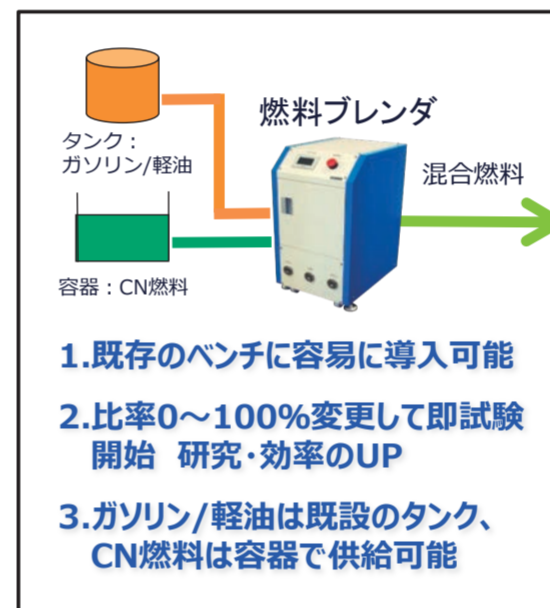 燃料ブレンダ
タンク：
ガソリン/軽油
混合燃料
容器：CN燃料
1.既存のベンチに容易に導入可能
2.比率0～100%変更して即試験
開始 研究･効率のUP
3.ガソリン/軽油は既設のタンク、
CN燃料は容器で供給可能